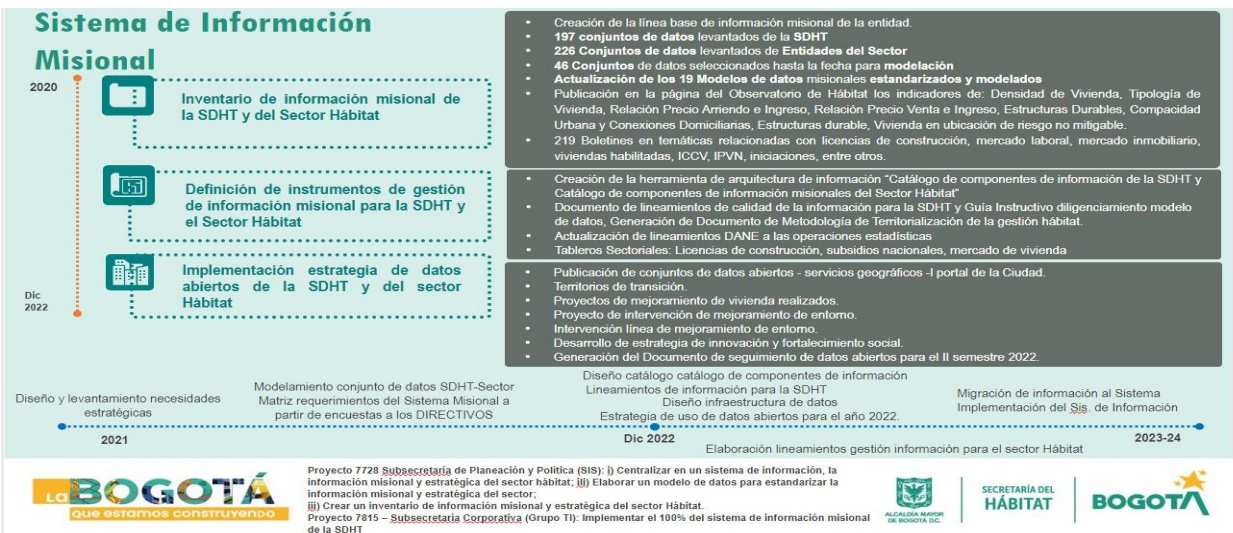 Sistema de Información
Misional
2020
Inventario de información misional de
la SDHT y del Sector Hábitat
Definición de instrumentos de gestión
de información misional para la SDHT y
el Sector Hábitat
Implementación estrategia de datos
abiertos de la SDHT y del sector
Hábitat
Dic
2022
• Creación de la línea base de información misional de la entidad.
• 197 conjuntos de datos levantados de la SDHT
• 226 Conjuntos de datos levantados de Entidades del Sector
• 46 Conjuntos de datos seleccionados hasta la fecha para modelación
• Actualización de los 19 Modelos de datos misionales estandarizados y modelados
• Publicación en la página del Observatorio de Hábitat los indicadores de: Densidad de Vivienda, Tipología de
Vivienda, Relación Precio Arriendo e Ingreso, Relación Precio Venta e Ingreso, Estructuras Durables, Compacidad
Urbana y Conexiones Domiciliarias, Estructuras durable, Vivienda en ubicación de riesgo no mitigable.
• 219 Boletines en temáticas relacionadas con licencias de construcción, mercado laboral, mercado inmobiliario,
viviendas habilitadas, ICCV, IPVN, iniciaciones, entre otros.
• Creación de la herramienta de arquitectura de información "Catálogo de componentes de información de la SDHT y
Catálogo de componentes de información misionales del Sector Hábitat"
• Documento de lineamientos de calidad de la información para la SDHT y Guía Instructivo diligenciamiento modelo
de datos, Generación de Documento de Metodología de Territorialización de la gestión hábitat.
• Actualización de lineamientos DANE a las operaciones estadísticas
• Tableros Sectoriales: Licencias de construcción, subsidios nacionales, mercado de vivienda
• Publicación de conjuntos de datos abiertos - servicios geográficos -l portal de la Ciudad.
• Territorios de transición.
• Proyectos de mejoramiento de vivienda realizados.
• Proyecto de intervención de mejoramiento de entorno.
• Intervención línea de mejoramiento de entorno.
• Desarrollo de estrategia de innovación y fortalecimiento social.
• Generación del Documento de seguimiento de datos abiertos para el II semestre 2022.
Diseño y levantamiento necesidades
estratégicas
2021
Modelamiento conjunto de datos SDHT-Sector
Matriz requerimientos del Sistema Misional a
partir de encuestas a los DIRECTIVOS
Diseño catálogo catálogo de componentes de información
Lineamientos de información para la SDHT
Diseño infraestructura de datos
Estrategia de uso de datos abiertos para el año 2022.
Dic 2022
Elaboración lineamientos gestión información para el sector Hábitat
Migración de información al Sistema
Implementación del Sis. de Información
2023-24
La BOGOTÁ
que estamos construyendo
Proyecto 7728 Subsecretaria de Planeación y Política (SIS): i) Centralizar en un sistema de información, la
información misional y estratégica del sector hábitat; ili) Elaborar un modelo de datos para estandarizar la
información misional y estratégica del sector;
iii) Crear un inventario de información misional y estratégica del sector Hábitat.
Proyecto 7815 – Subsecretaria Corporativa (Grupo TI): Implementar el 100% del sistema de información misional
de la SDHT
ALCALDÍA MAYOR
DE BOGOTÁ D.C.
SECRETARÍA DEL
HÁBITAT
BOGOTÁ